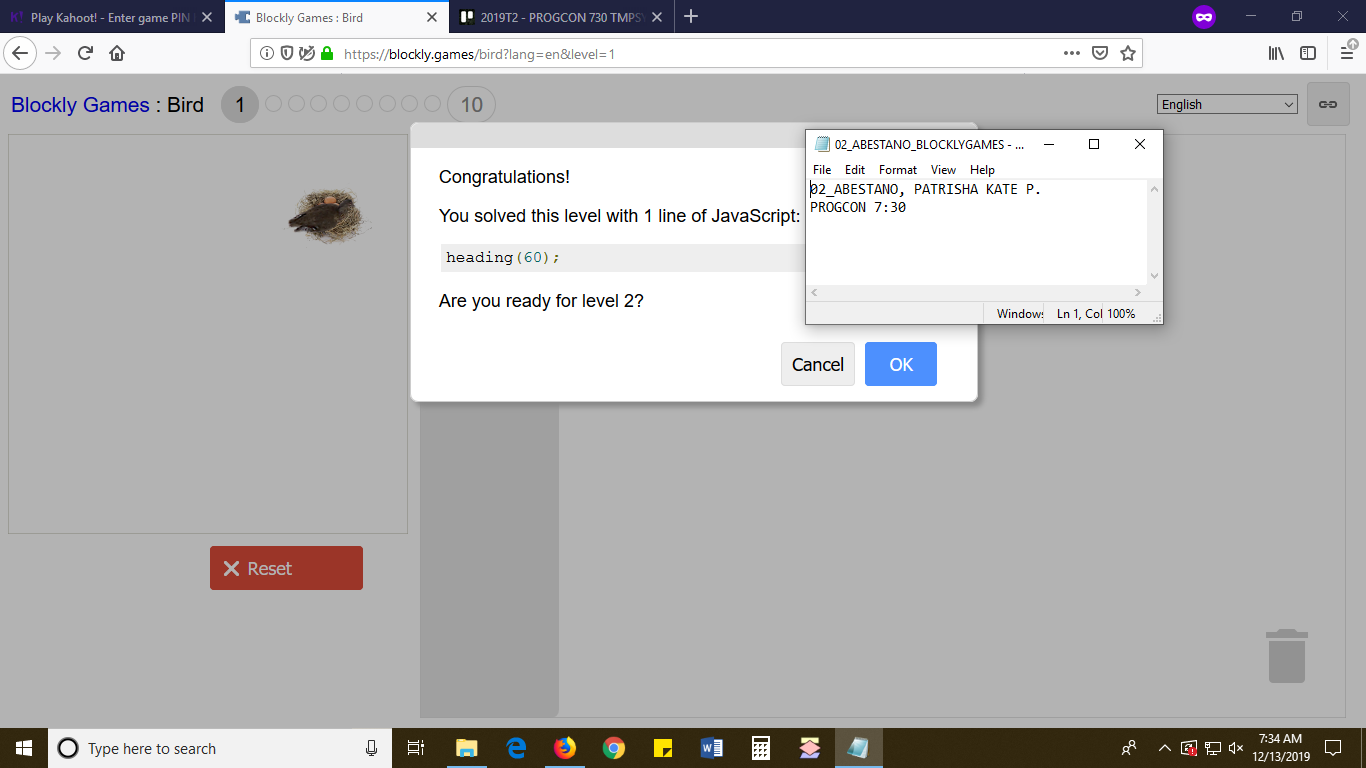 Play Kahoot! - Enter game PIN
Blockly Games : Bird
2019T2 - PROGCON 730 TMPSY
https://blockly.games/bird?lang=en&level=1
Blockly Games : Bird
1
10
English
Congratulations!
You solved this level with 1 line of JavaScript:
heading(60);
Are you ready for level 2?
Cancel
OK
02_ABESTANO_BLOCKLYGAMES - ...
File Edit Format View Help
02_ABESTANO, PATRISHA KATE P.
PROGCON 7:30
Windows Ln 1, Col 100%
Reset
Type here to search
7:34 AM
12/13/2019